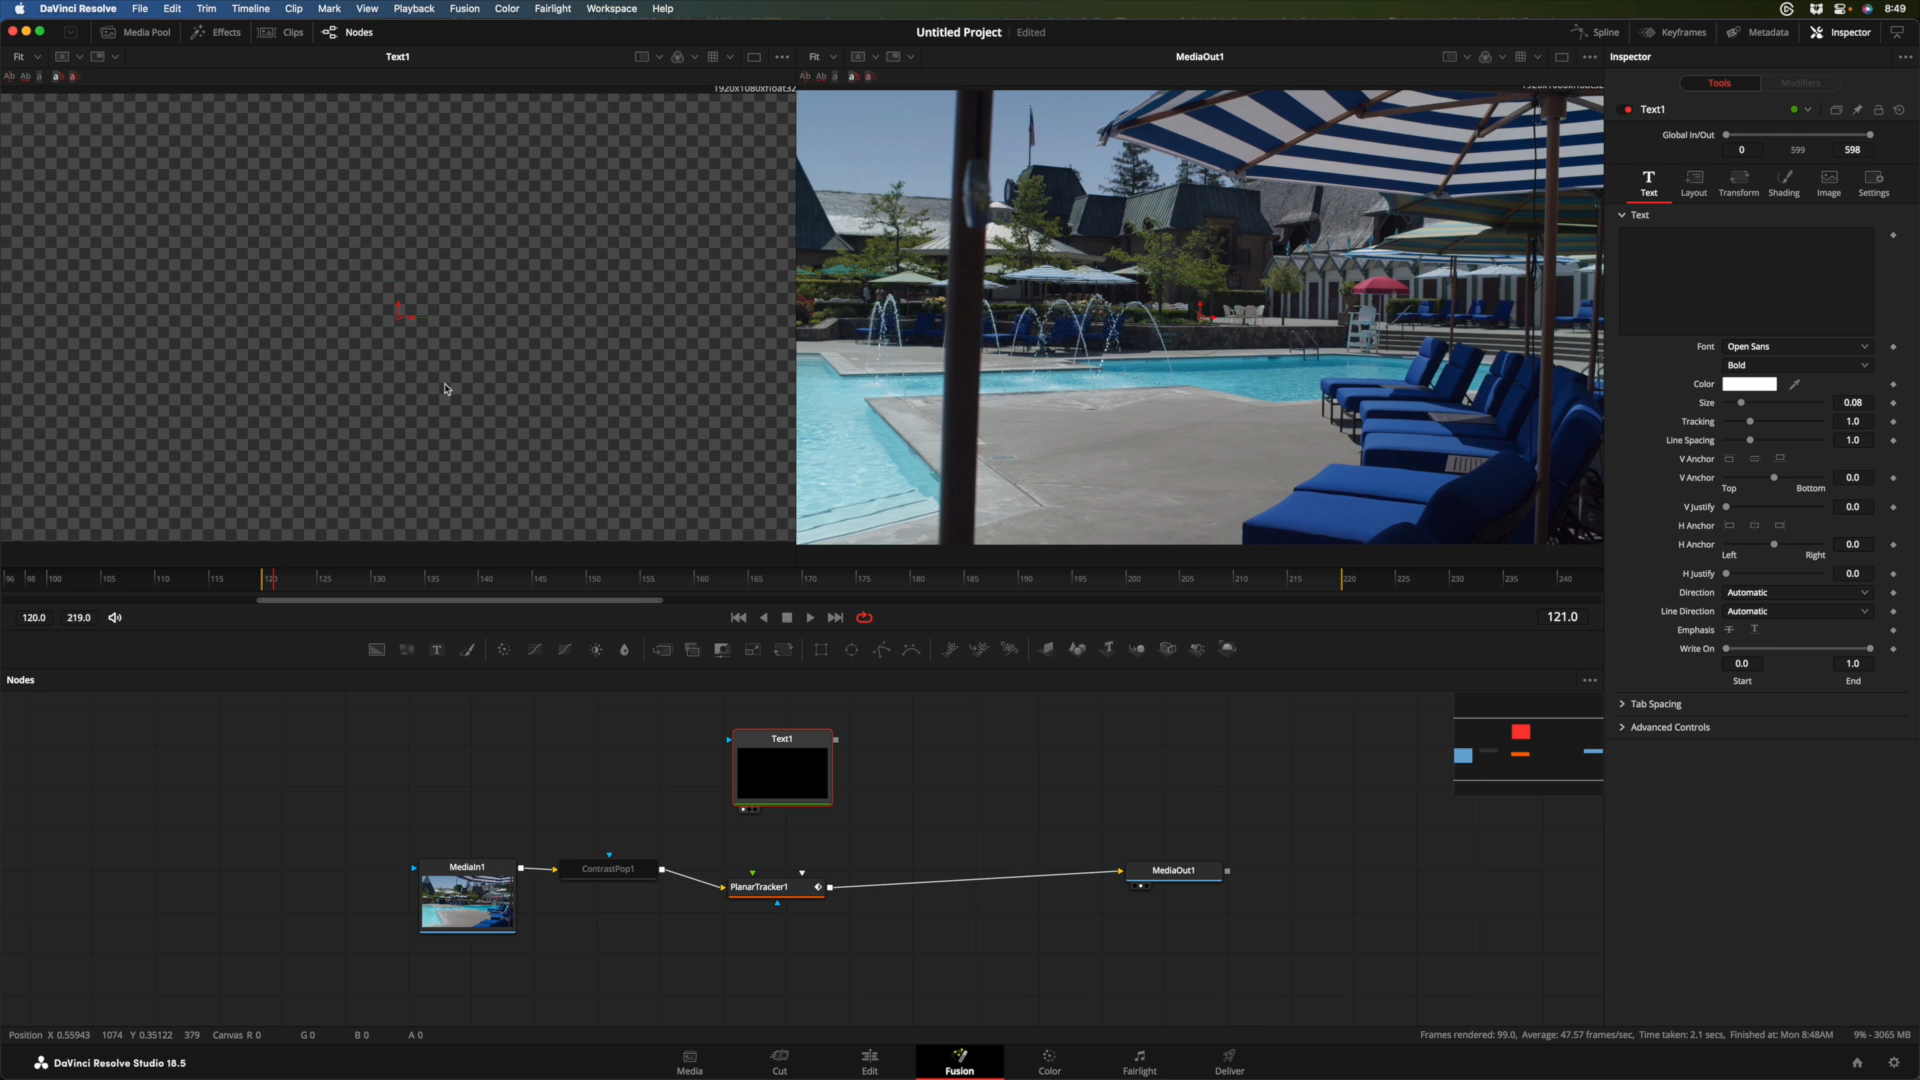 DaVinci Resolve File Edit Trim Timeline Clip Mark View Playback Fusion Color Fairlight Workspace Help 8:49
Media Pool Effects Clips Nodes Untitled Project Edited Spline Keyframes Metadata Inspector
Fit Text1 Fit MediaOut1 Inspector
1920x1080xfloat32
Tools Modifiers
Text1
Global In/Out
0 599 598
Text Layout Transform Shading Image Settings
Text
Font Open Sans
Bold
Color
Size 0.08
Tracking 1.0
Line Spacing 1.0
V Anchor
V Anchor 0.0
Top Bottom
V Justify 0.0
H Anchor
H Anchor 0.0
Left Right
H Justify 0.0
Direction Automatic
Line Direction Automatic
Emphasis
Write On
0.0 1.0
Start End
Tab Spacing
Advanced Controls
96 98 100 105 110 115 120 125 130 135 140 145 150 155 160 165 170 175 180 185 190 195 200 205 210 215 220 225 230 235 240
120.0 219.0 121.0
Nodes
Text1
MediaIn1
ContrastPop1
PlanarTracker1
MediaOut1
Position X 0.55943 1074 Y 0.35122 379 Canvas R 0 G 0 B 0 A 0
Frames rendered: 99.0, Average: 47.57 frames/sec, Time taken: 2.1 secs, Finished at: Mon 8:48AM 9% - 3065 MB
DaVinci Resolve Studio 18.5
Media Cut Edit Fusion Color Fairlight Deliver